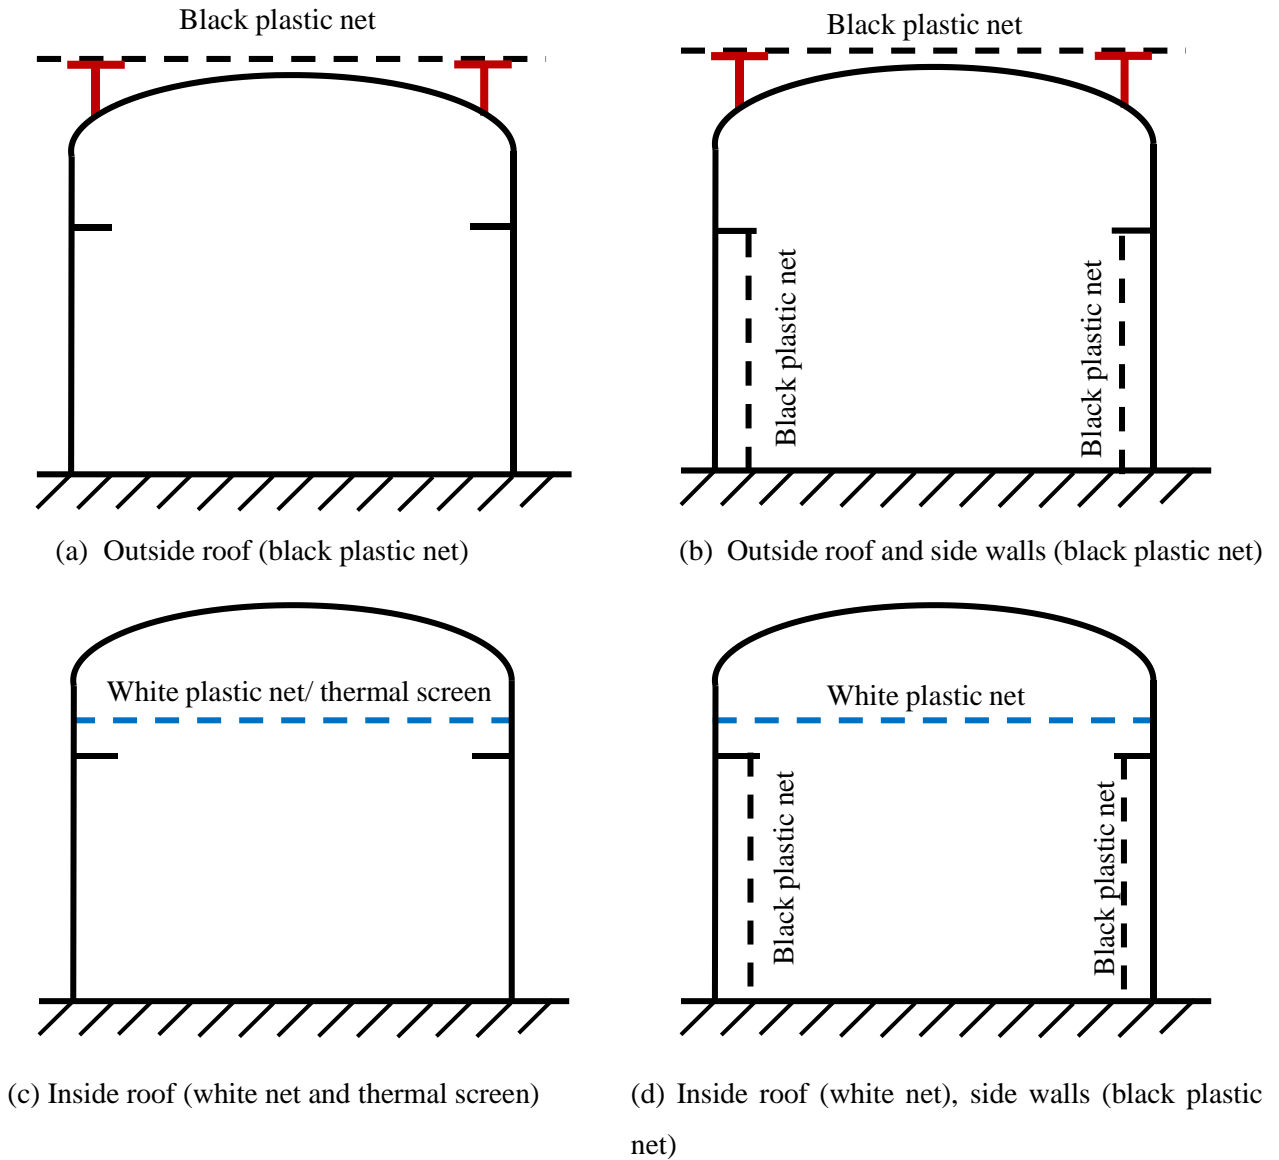 Black plastic net
Black plastic net
Black plastic net
Black plastic net
(a) Outside roof (black plastic net)
(b) Outside roof and side walls (black plastic net)
White plastic net/ thermal screen
White plastic net
Black plastic net
Black plastic net
(c) Inside roof (white net and thermal screen)
(d) Inside roof (white net), side walls (black plastic
net)